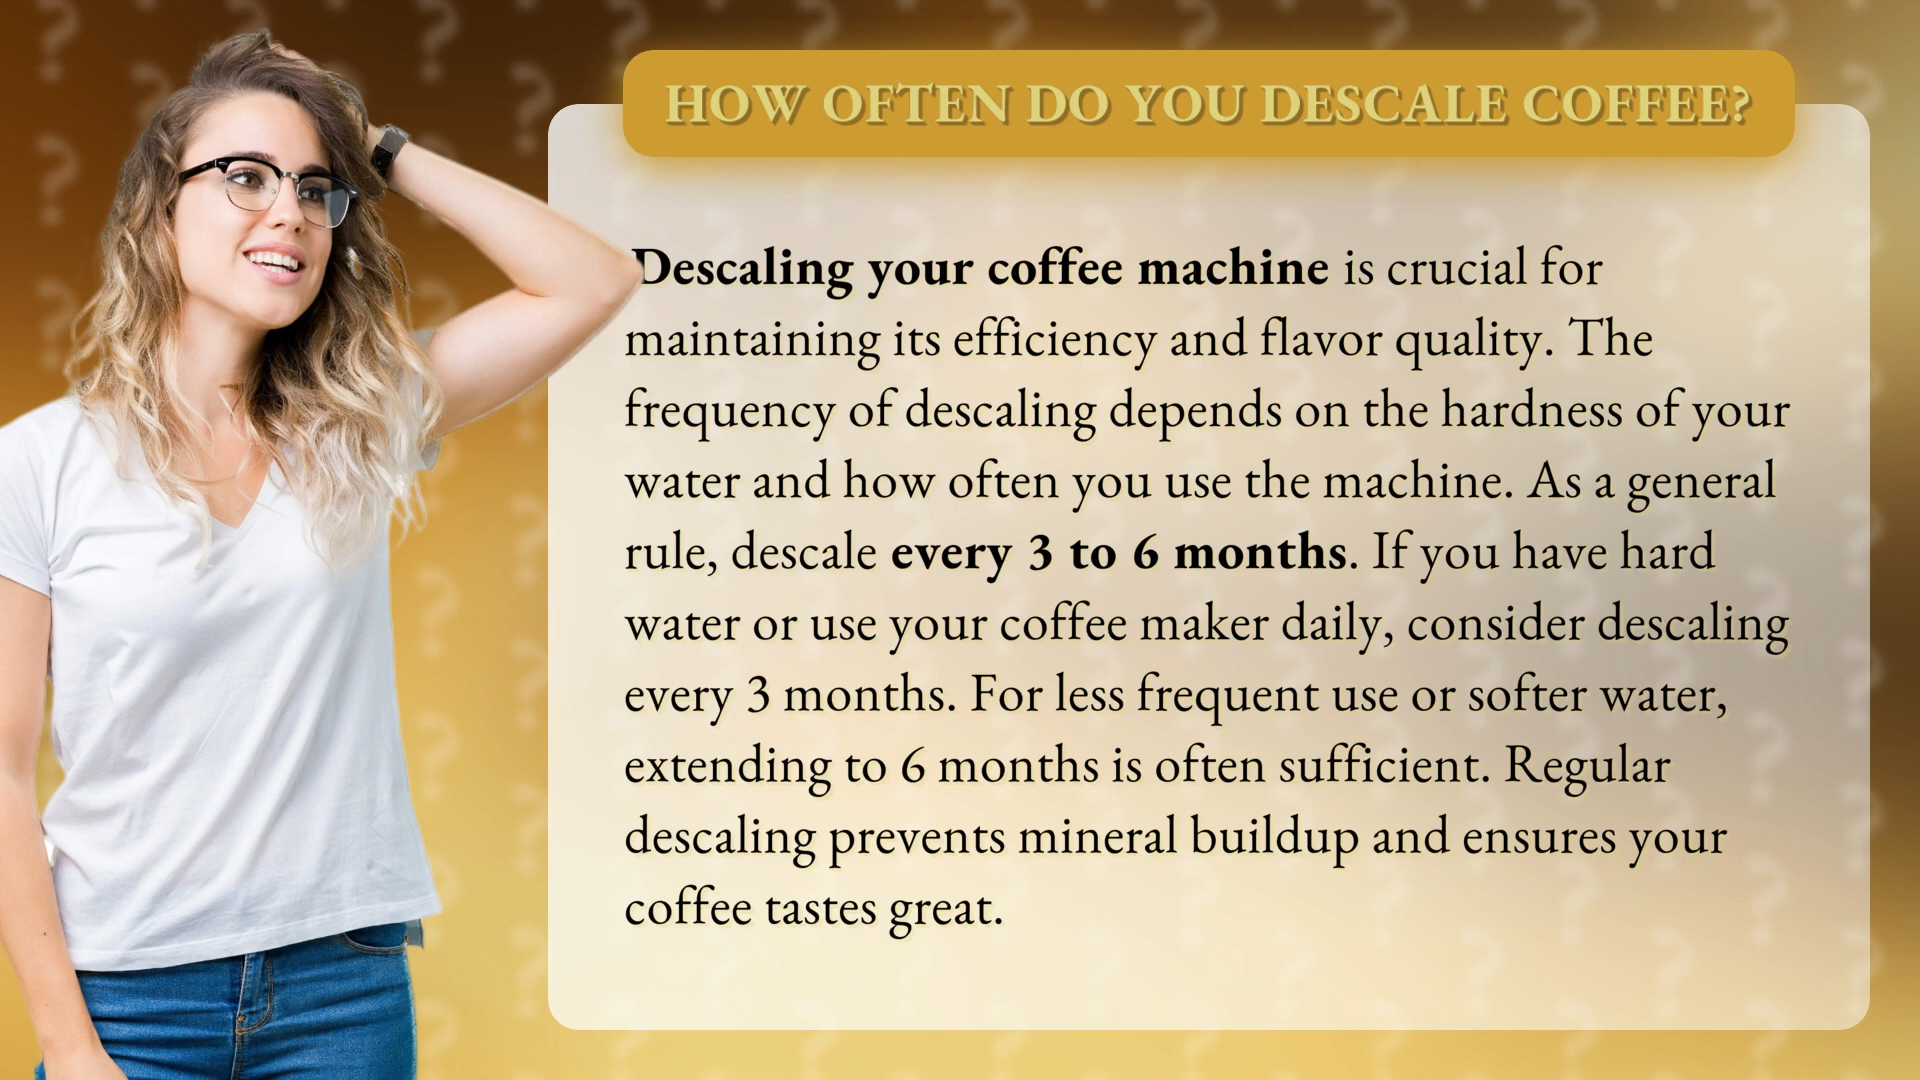 HOW OFTEN DO YOU DESCALE COFFEE?
Descaling your coffee machine is crucial for
maintaining its efficiency and flavor quality. The
frequency of descaling depends on the hardness of your
water and how often you use the machine. As a general
rule, descale every 3 to 6 months. If you have hard
water or use your coffee maker daily, consider descaling
every 3 months. For less frequent use or softer water,
extending to 6 months is often sufficient. Regular
descaling prevents mineral buildup and ensures your
coffee tastes great.